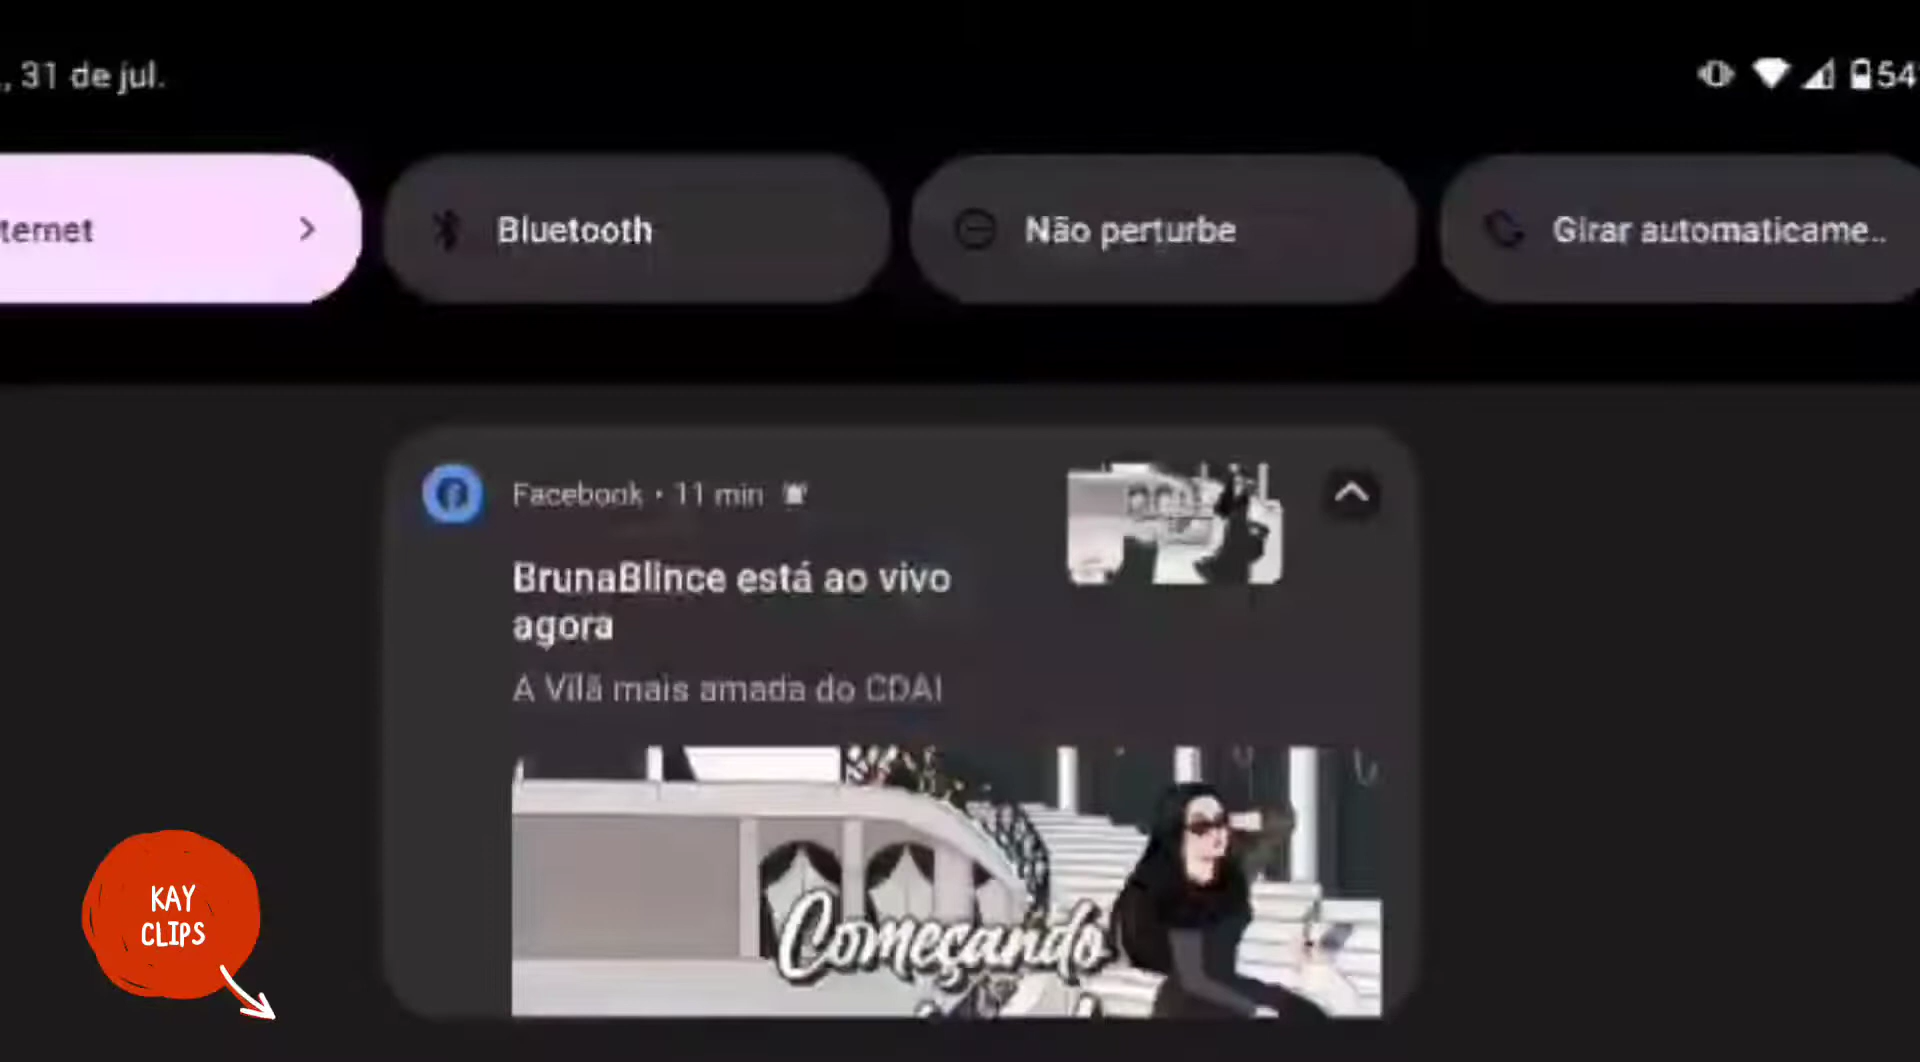 ., 31 de jul.
54
ternet
Bluetooth
Não perturbe
Girar automaticame..
Facebook • 11 min
BrunaBlince está ao vivo
agora
A Vilã mais amada do CDA!
Começando
KAY
CLIPS